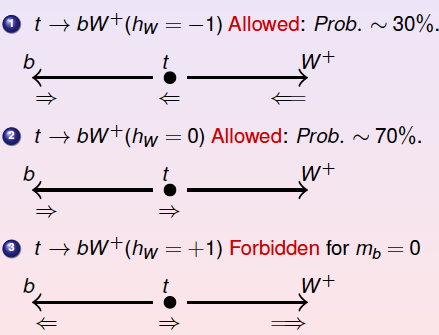 1 t → bW⁺(h_W = −1) Allowed: Prob. ∼ 30%.
b t W⁺
⇒ ⇐ ⟸
2 t → bW⁺(h_W = 0) Allowed: Prob. ∼ 70%.
b t W⁺
⇒ ⇒
3 t → bW⁺(h_W = +1) Forbidden for m_b = 0
b t W⁺
⇐ ⇒ ⟹